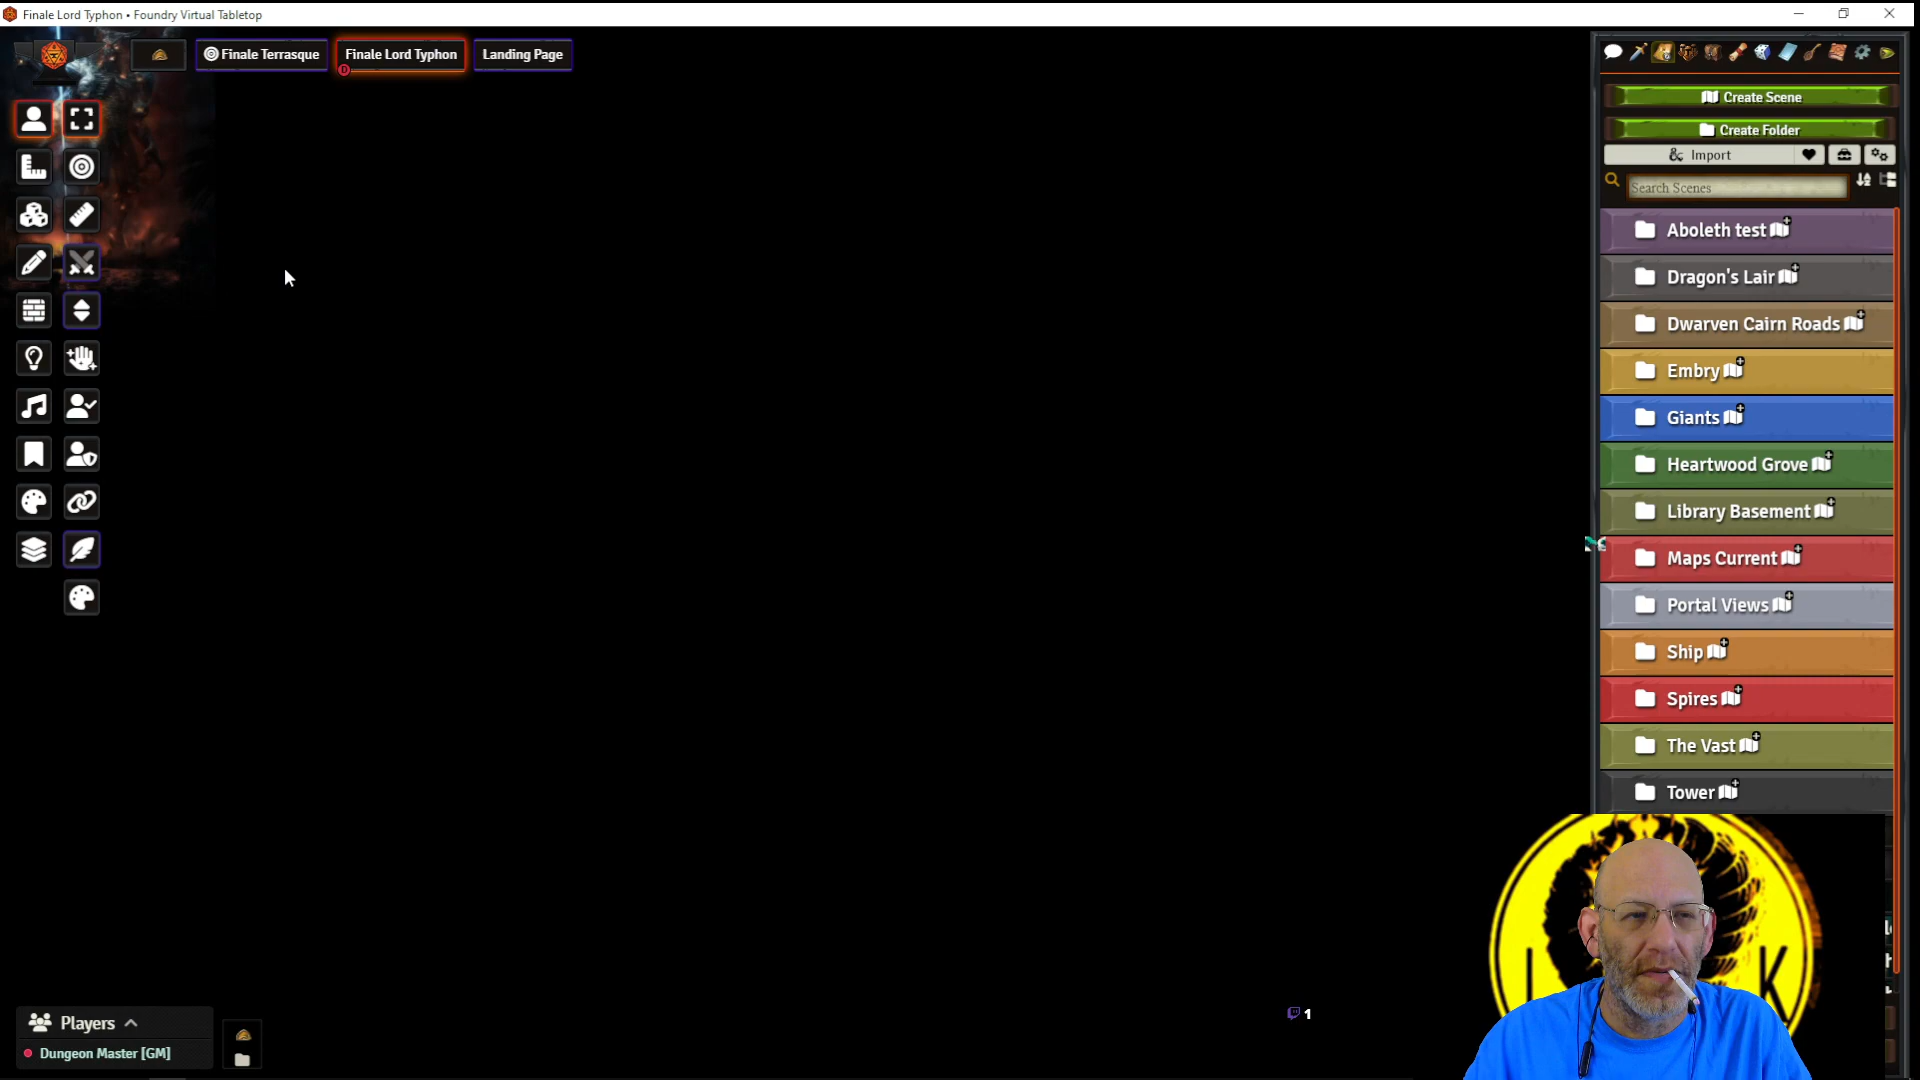 Finale Lord Typhon • Foundry Virtual Tabletop
Finale Terrasque
Finale Lord Typhon
Landing Page
D
Create Scene
Create Folder
Import
Search Scenes
Aboleth test
Dragon's Lair
Dwarven Cairn Roads
Embry
Giants
Heartwood Grove
Library Basement
Maps Current
Portal Views
Ship
Spires
The Vast
Tower
K
Players
Dungeon Master [GM]
1